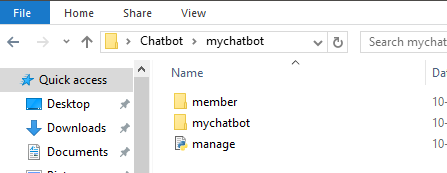 File Home Share View
Chatbot > mychatbot
Search mychat
Quick access
Desktop
Downloads
Documents
Name
Da
member
10-
mychatbot
10-
manage
10-